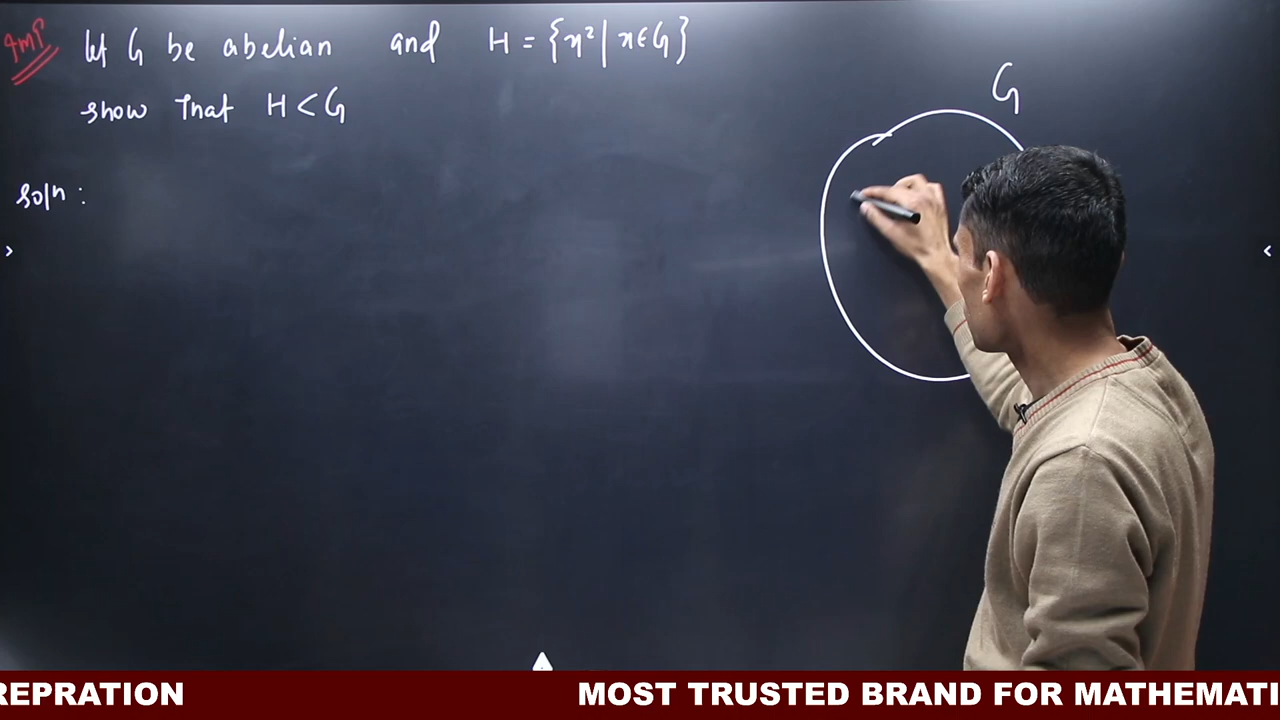 Imp
Let G be abelian and H = {x² | x ∈ G}
show that H < G
G
Soln :
REPRATION MOST TRUSTED BRAND FOR MATHEMATI